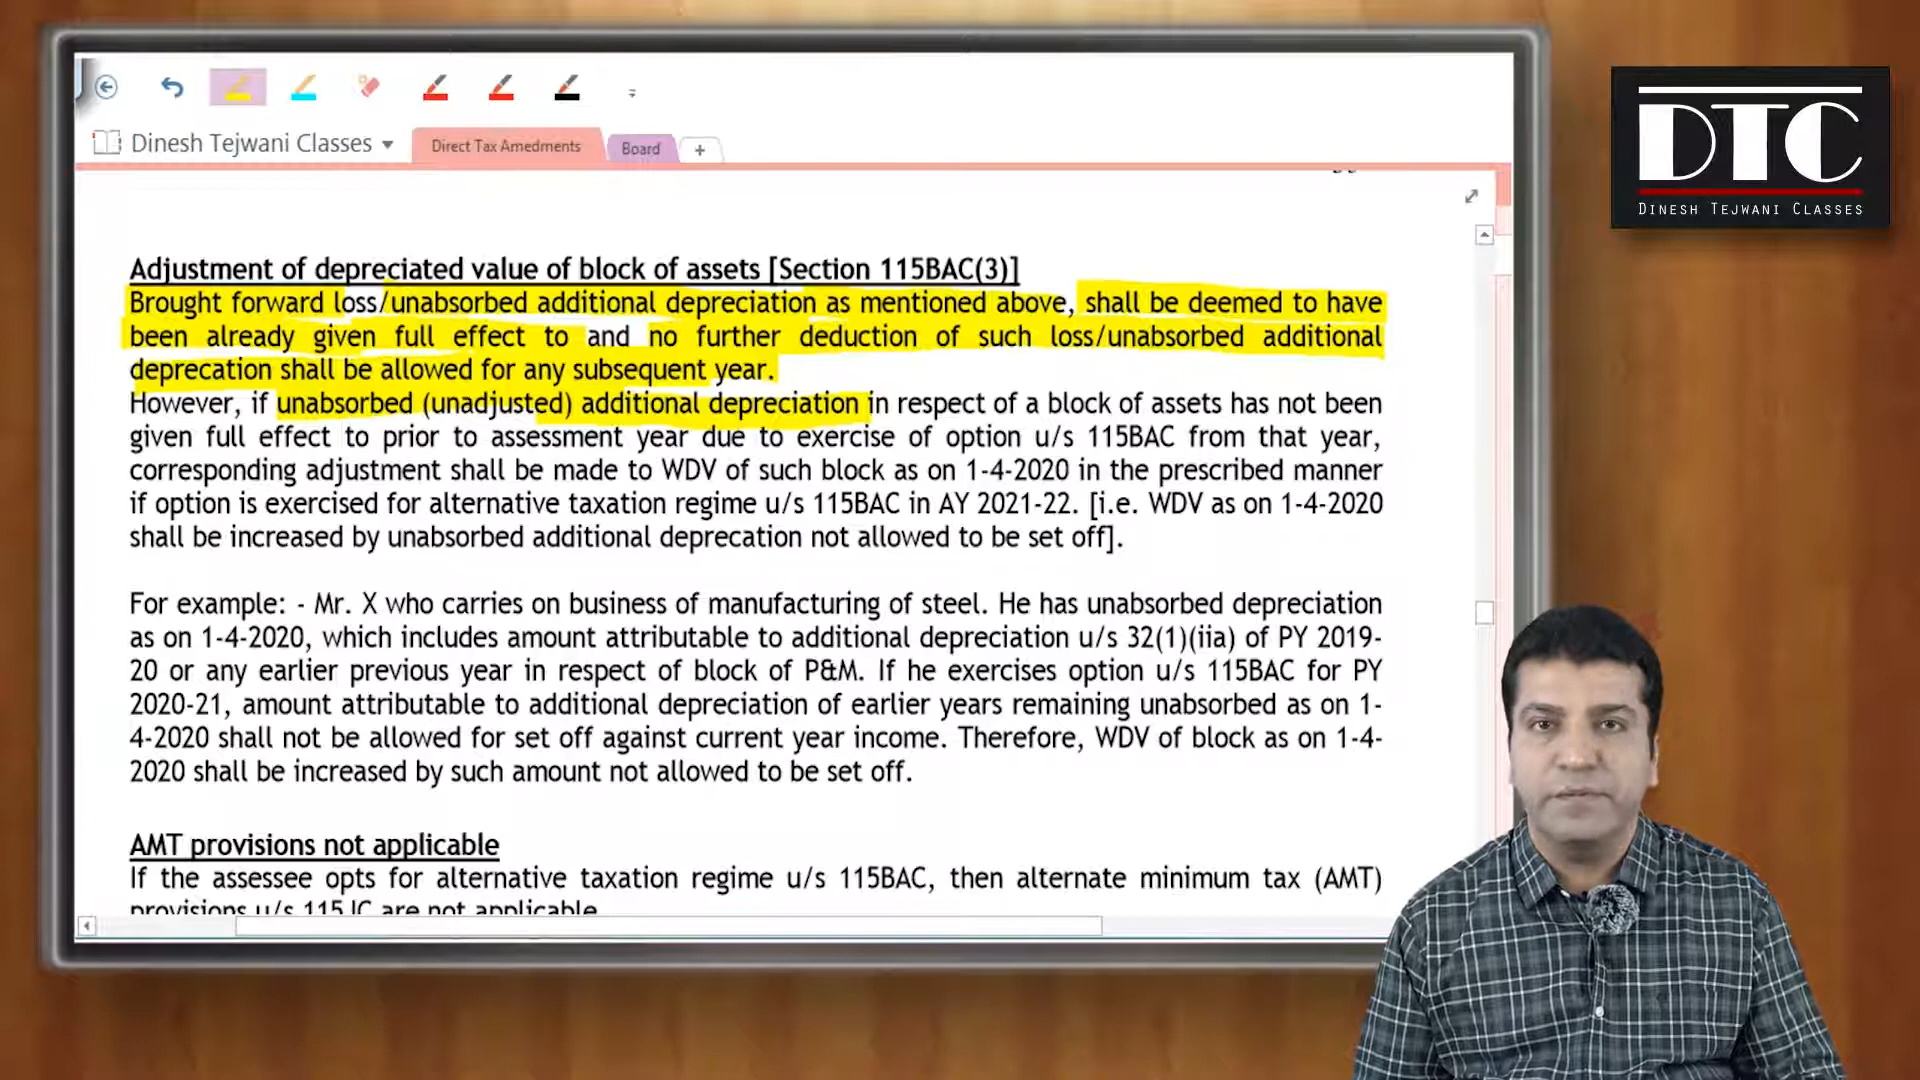 DTC
DINESH TEJWANI CLASSES
Dinesh Tejwani Classes
Direct Tax Amedments
Board
+
Adjustment of depreciated value of block of assets [Section 115BAC(3)]
Brought forward loss/unabsorbed additional depreciation as mentioned above, shall be deemed to have
been already given full effect to and no further deduction of such loss/unabsorbed additional
deprecation shall be allowed for any subsequent year.
However, if unabsorbed (unadjusted) additional depreciation in respect of a block of assets has not been
given full effect to prior to assessment year due to exercise of option u/s 115BAC from that year,
corresponding adjustment shall be made to WDV of such block as on 1-4-2020 in the prescribed manner
if option is exercised for alternative taxation regime u/s 115BAC in AY 2021-22. [i.e. WDV as on 1-4-2020
shall be increased by unabsorbed additional deprecation not allowed to be set off].
For example: - Mr. X who carries on business of manufacturing of steel. He has unabsorbed depreciation
as on 1-4-2020, which includes amount attributable to additional depreciation u/s 32(1)(iia) of PY 2019-
20 or any earlier previous year in respect of block of P&M. If he exercises option u/s 115BAC for PY
2020-21, amount attributable to additional depreciation of earlier years remaining unabsorbed as on 1-
4-2020 shall not be allowed for set off against current year income. Therefore, WDV of block as on 1-4-
2020 shall be increased by such amount not allowed to be set off.
AMT provisions not applicable
If the assessee opts for alternative taxation regime u/s 115BAC, then alternate minimum tax (AMT)
provisions u/s 115JC are not applicable